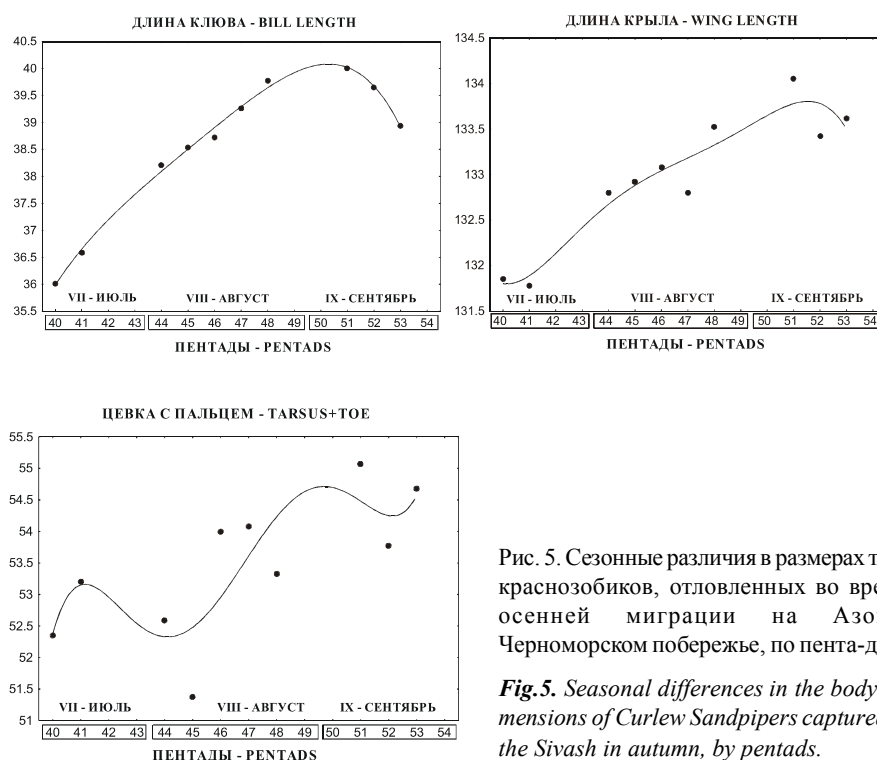 ДЛИНА КЛЮВА - BILL LENGTH
40.5
40
39.5
39
38.5
38
37.5
37
36.5
36
35.5
VII - ИЮЛЬ VIII - АВГУСТ IX - СЕНТЯБРЬ
40 41 42 43 44 45 46 47 48 49 50 51 52 53 54
ПЕНТАДЫ - PENTADS
ДЛИНА КРЫЛА - WING LENGTH
134.5
134
133.5
133
132.5
132
131.5
VII - ИЮЛЬ VIII - АВГУСТ IX - СЕНТЯБРЬ
40 41 42 43 44 45 46 47 48 49 50 51 52 53 54
ПЕНТАДЫ - PENTADS
ЦЕВКА С ПАЛЬЦЕМ - TARSUS+TOE
55.5
55
54.5
54
53.5
53
52.5
52
51.5
51
VII - ИЮЛЬ VIII - АВГУСТ IX - СЕНТЯБРЬ
40 41 42 43 44 45 46 47 48 49 50 51 52 53 54
ПЕНТАДЫ - PENTADS
Рис. 5. Сезонные различия в размерах т
краснозобиков, отловленных во вре
осенней миграции на Азо
Черноморском побережье, по пента-д
Fig.5. Seasonal differences in the body
mensions of Curlew Sandpipers captured
the Sivash in autumn, by pentads.